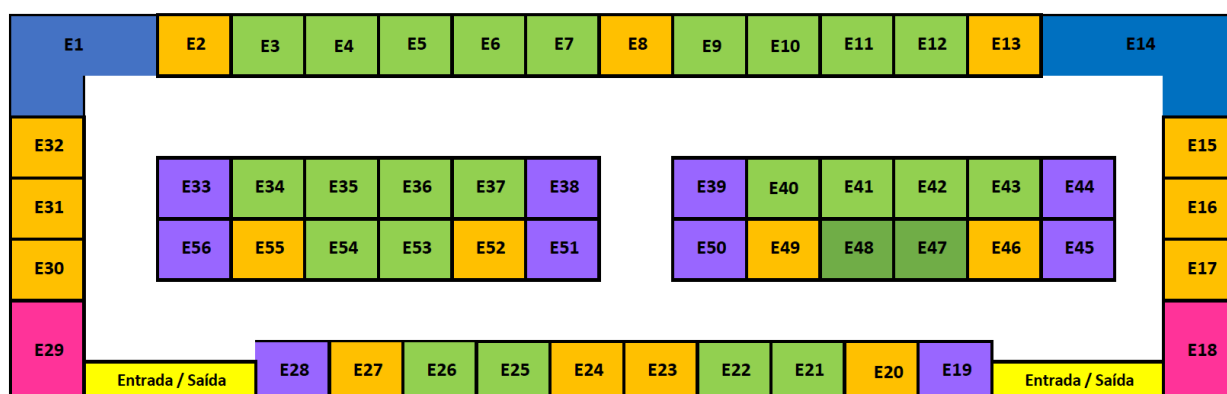 E1 E2 E3 E4 E5 E6 E7 E8 E9 E10 E11 E12 E13 E14
E32 E15
E33 E34 E35 E36 E37 E38 E39 E40 E41 E42 E43 E44
E31 E16
E56 E55 E54 E53 E52 E51 E50 E49 E48 E47 E46 E45
E30 E17
E29 E28 E27 E26 E25 E24 E23 E22 E21 E20 E19 E18
Entrada / Saída Entrada / Saída